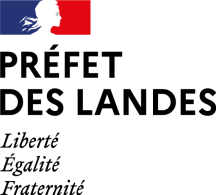 PRÉFET
DES LANDES
Liberté
Égalité
Fraternité